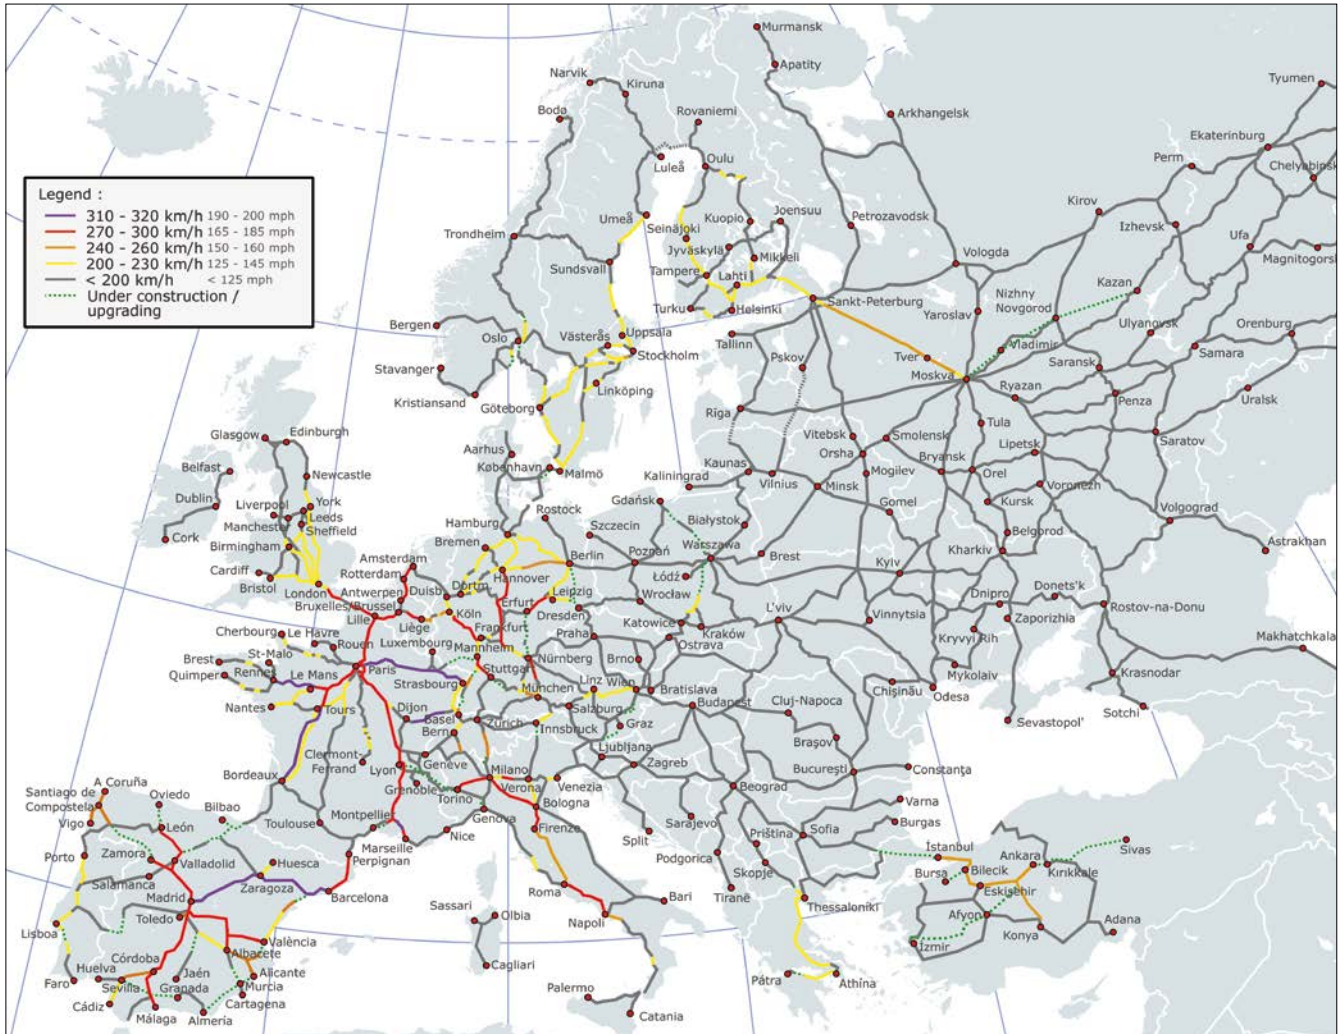 Murmansk
Apatity
Narvik
Kiruna
Tyumen
Bodø
Rovaniemi
Arkhangelsk
Ekaterinburg
Perm
Chelyabinsk
Luleå
Oulu
Legend :
310 - 320 km/h 190 - 200 mph
270 - 300 km/h 165 - 185 mph
240 - 260 km/h 150 - 160 mph
200 - 230 km/h 125 - 145 mph
< 200 km/h < 125 mph
Under construction /
upgrading
Umeå
Seinäjoki
Kuopio
Joensuu
Jyväskylä
Mikkeli
Petrozavodsk
Kirov
Izhevsk
Ufa
Magnitogorsk
Trondheim
Sundsvall
Tampere
Lahti
Vologda
Kazan
Turku
Helsinki
Sankt-Peterburg
Nizhny
Novgorod
Yaroslav
Bergen
Oslo
Västerås
Uppsala
Stockholm
Tallinn
Pskov
Tver
Vladimir
Ulyanovsk
Orenburg
Samara
Stavanger
Kristiansand
Linköping
Göteborg
Moskva
Saransk
Ryazan
Penza
Uralsk
Rīga
Tula
Glasgow
Edinburgh
Aarhus
København
Malmö
Vitebsk
Smolensk
Orsha
Bryansk
Lipetsk
Saratov
Belfast
Newcastle
Kaliningrad
Kaunas
Vilnius
Minsk
Mogilev
Orel
Voronezh
Dublin
Liverpool
York
Leeds
Manchester
Sheffield
Gdańsk
Rostock
Szczecin
Białystok
Gomel
Kursk
Volgograd
Cork
Birmingham
Hamburg
Bremen
Belgorod
Kharkiv
Astrakhan
Amsterdam
Rotterdam
Cardiff
Bristol
London
Antwerpen
Bruxelles/Brussel
Duisb
Dortm
Hannover
Berlin
Poznań
Warszawa
Brest
Kyiv
Łódź
Leipzig
Wrocław
Donets'k
Dnipro
Rostov-na-Donu
Lille
Liège
Köln
Erfurt
Dresden
Katowice
Kraków
L'viv
Vinnytsia
Zaporizhia
Kryvyi Rih
Makhatchkala
Cherbourg
Le Havre
Rouen
Luxembourg
Frankfurt
Mannheim
Praha
Ostrava
Mykolaiv
Krasnodar
St-Malo
Brest
Rennes
Quimper
Le Mans
Paris
Strasbourg
Stuttgart
Nürnberg
Brno
Nantes
Tours
Dijon
Basel
Bern
Zürich
München
Linz
Wien
Bratislava
Salzburg
Budapest
Cluj-Napoca
Chişinău
Odesa
Sotchi
Sevastopol'
Innsbruck
Graz
Ljubljana
Zagreb
Braşov
Clermont-
Ferrand
Lyon
Genève
Grenoble
Torino
Milano
Verona
Venezia
Bologna
Bordeaux
Bucureşti
Constanţa
Beograd
A Coruña
Santiago de
Compostela
Vigo
Oviedo
Bilbao
León
Toulouse
Montpellier
Marseille
Nice
Genova
Firenze
Split
Sarajevo
Priština
Sofia
Varna
Burgas
Porto
Zamora
Valladolid
Salamanca
Huesca
Zaragoza
Perpignan
Barcelona
Podgorica
Skopje
Tiranë
Thessaloniki
İstanbul
Bursa
Bilecik
Eskişehir
Ankara
Kırıkkale
Sivas
Madrid
Toledo
Roma
Napoli
Bari
Sassari
Olbia
Afyon
Konya
Adana
İzmir
Lisboa
València
Albacete
Cagliari
Faro
Huelva
Córdoba
Sevilla
Jaén
Granada
Alicante
Murcia
Cartagena
Cádiz
Málaga
Almería
Palermo
Catania
Pátra
Athína